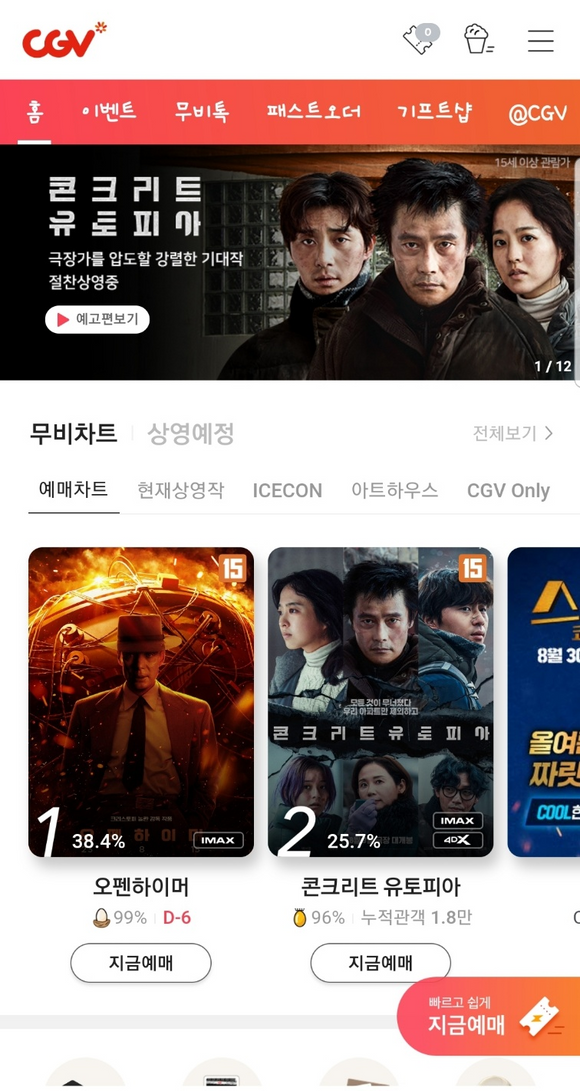 CGV
0
홈 이벤트 무비톡 패스트오더 기프트샵 @CGV
15세 이상 관람가
콘크리트
유토피아
극장가를 압도할 강렬한 기대작
절찬상영중
예고편보기
1 / 12
무비차트 상영예정 전체보기
예매차트 현재상영작 ICECON 아트하우스 CGV Only
15
1 38.4%
IMAX
15
모든 것이 무너졌다
우리 아파트만 제외하고
콘크리트 유토피아
2 25.7%
IMAX
4DX
8월 30
올여
짜릿
COOL한
오펜하이머
99% D-6
지금예매
콘크리트 유토피아
96% 누적관객 1.8만
지금예매
빠르고 쉽게
지금예매